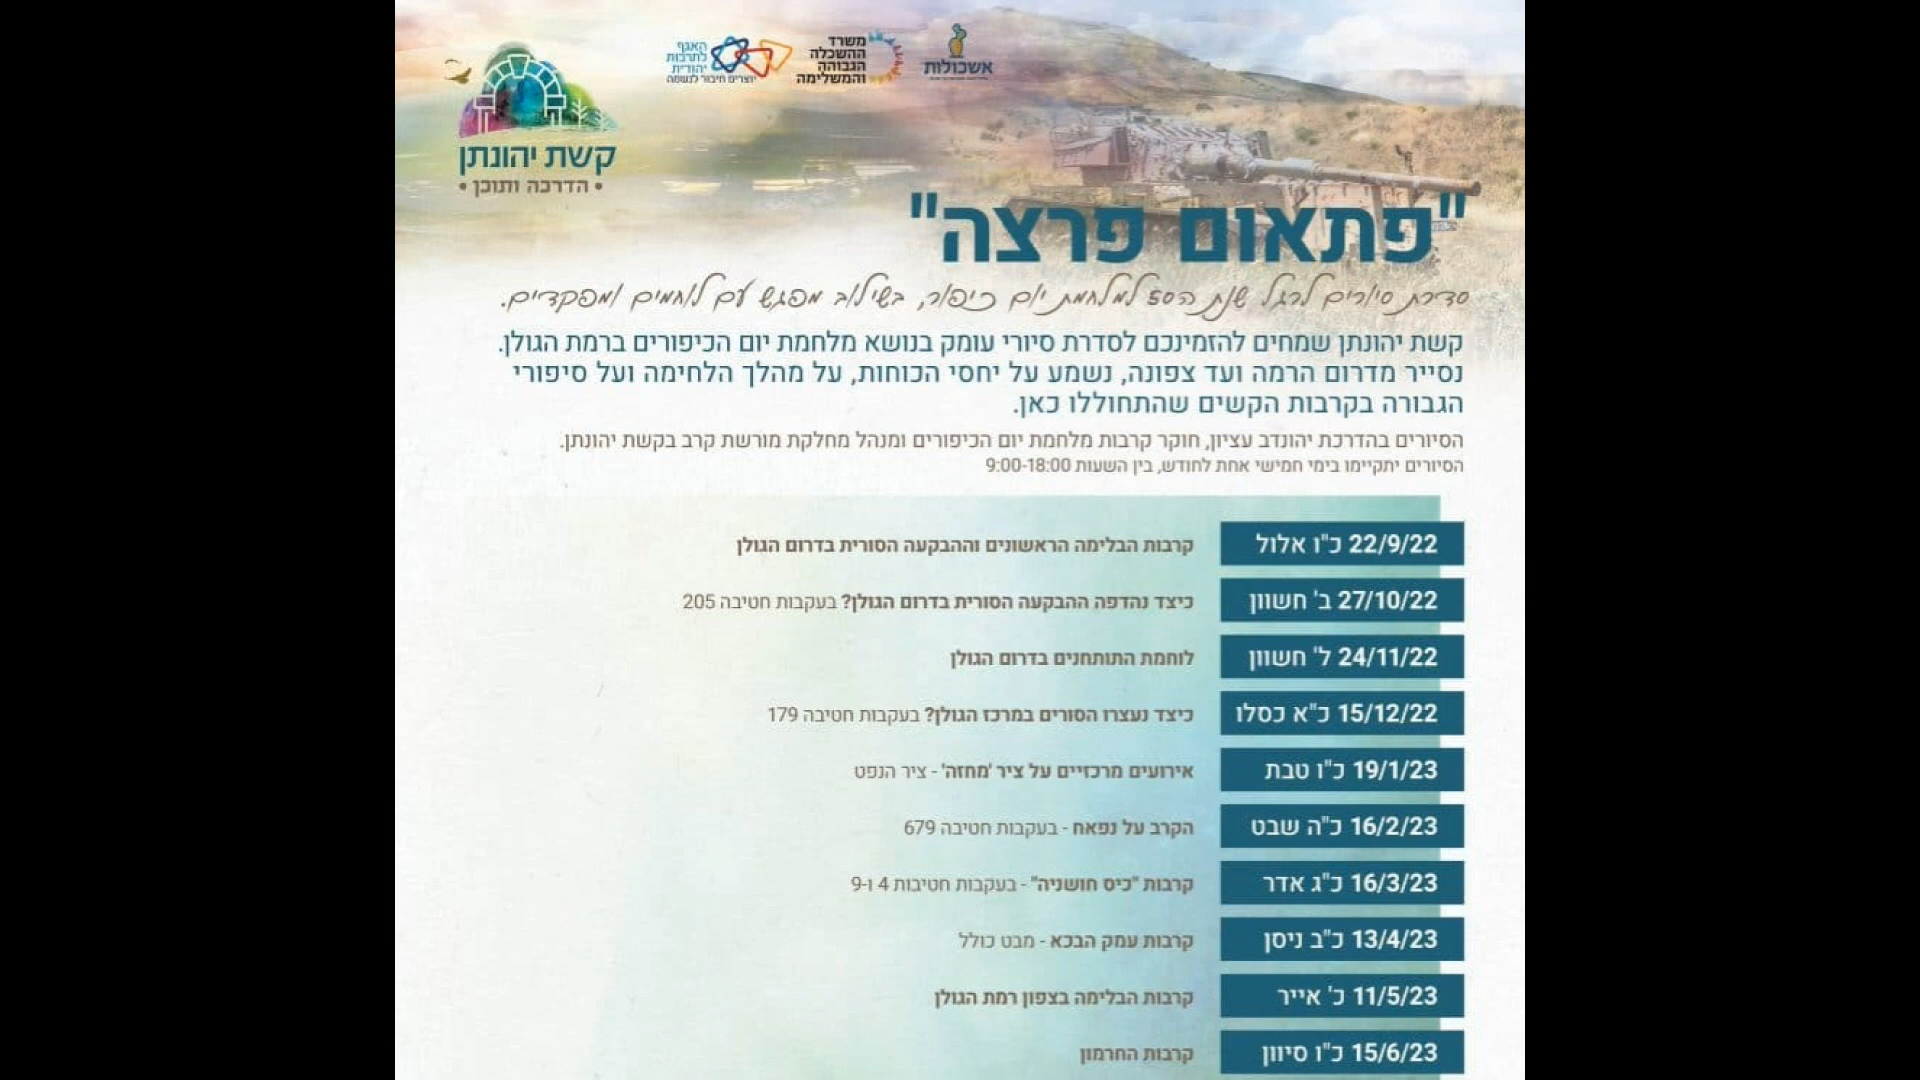 אשכולות
משרד
ההשכלה
הגבוהה
והמשלימה
האגף
לתרבות
יהודית
יוצרים חיבור לנשמה
קשת יהונתן
• הדרכה ותוכן •
"פתאום פרצה"
סדרת סיורים לרגל שנת ה50 למלחמת יום כיפור, בשילוב מפגש עם לוחמים ומפקדים.
קשת יהונתן שמחים להזמינכם לסדרת סיורי עומק בנושא מלחמת יום הכיפורים ברמת הגולן.
נסייר מדרום הרמה ועד צפונה, נשמע על יחסי הכוחות, על מהלך הלחימה ועל סיפורי
הגבורה בקרבות הקשים שהתחוללו כאן.
הסיורים בהדרכת יהונדב עציון, חוקר קרבות מלחמת יום הכיפורים ומנהל מחלקת מורשת קרב בקשת יהונתן.
הסיורים יתקיימו בימי חמישי אחת לחודש, בין השעות 9:00-18:00
22/9/22 כ"ו אלול קרבות הבלימה הראשונים וההבקעה הסורית בדרום הגולן
27/10/22 ב' חשוון כיצד נהדפה ההבקעה הסורית בדרום הגולן? בעקבות חטיבה 205
24/11/22 ל' חשוון לוחמת התותחנים בדרום הגולן
15/12/22 כ"א כסלו כיצד נעצרו הסורים במרכז הגולן? בעקבות חטיבה 179
19/1/23 כ"ו טבת אירועים מרכזיים על ציר 'מחזה' - ציר הנפט
16/2/23 כ"ה שבט הקרב על נפאח - בעקבות חטיבה 679
16/3/23 כ"ג אדר קרבות "כיס חושניה" - בעקבות חטיבות 4 ו-9
13/4/23 כ"ב ניסן קרבות עמק הבכא - מבט כולל
11/5/23 כ' אייר קרבות הבלימה בצפון רמת הגולן
15/6/23 כ"ו סיוון קרבות החרמון